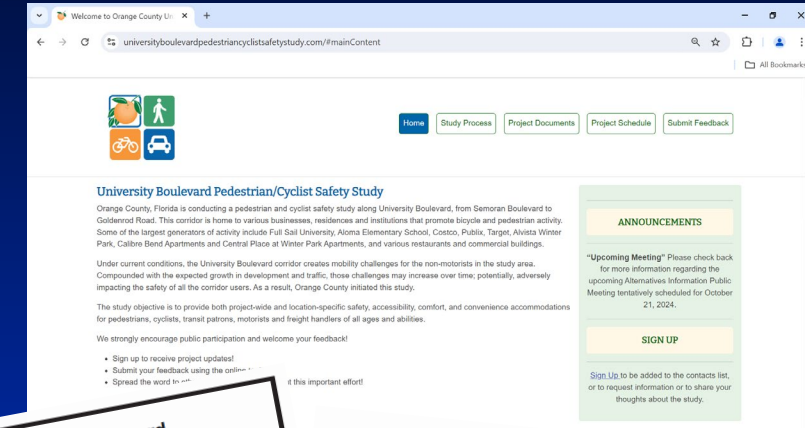 Welcome to Orange County Un
universityboulevardpedestriancyclistsafetystudy.com/#mainContent
All Bookmarks
Home
Study Process
Project Documents
Project Schedule
Submit Feedback
University Boulevard Pedestrian/Cyclist Safety Study
Orange County, Florida is conducting a pedestrian and cyclist safety study along University Boulevard, from Semoran Boulevard to
Goldenrod Road. This corridor is home to various businesses, residences and institutions that promote bicycle and pedestrian activity.
Some of the largest generators of activity include Full Sail University, Aloma Elementary School, Costco, Publix, Target, Alvista Winter
Park, Calibre Bend Apartments and Central Place at Winter Park Apartments, and various restaurants and commercial buildings.
Under current conditions, the University Boulevard corridor creates mobility challenges for the non-motorists in the study area.
Compounded with the expected growth in development and traffic, those challenges may increase over time; potentially, adversely
impacting the safety of all the corridor users. As a result, Orange County initiated this study.
The study objective is to provide both project-wide and location-specific safety, accessibility, comfort, and convenience accommodations
for pedestrians, cyclists, transit patrons, motorists and freight handlers of all ages and abilities.
We strongly encourage public participation and welcome your feedback!
• Sign up to receive project updates!
• Submit your feedback using the online
• Spread the word to this important effort!
ANNOUNCEMENTS
"Upcoming Meeting" Please check back
for more information regarding the
upcoming Alternatives Information Public
Meeting tentatively scheduled for October
21, 2024.
SIGN UP
Sign Up to be added to the contacts list,
or to request information or to share your
thoughts about the study.